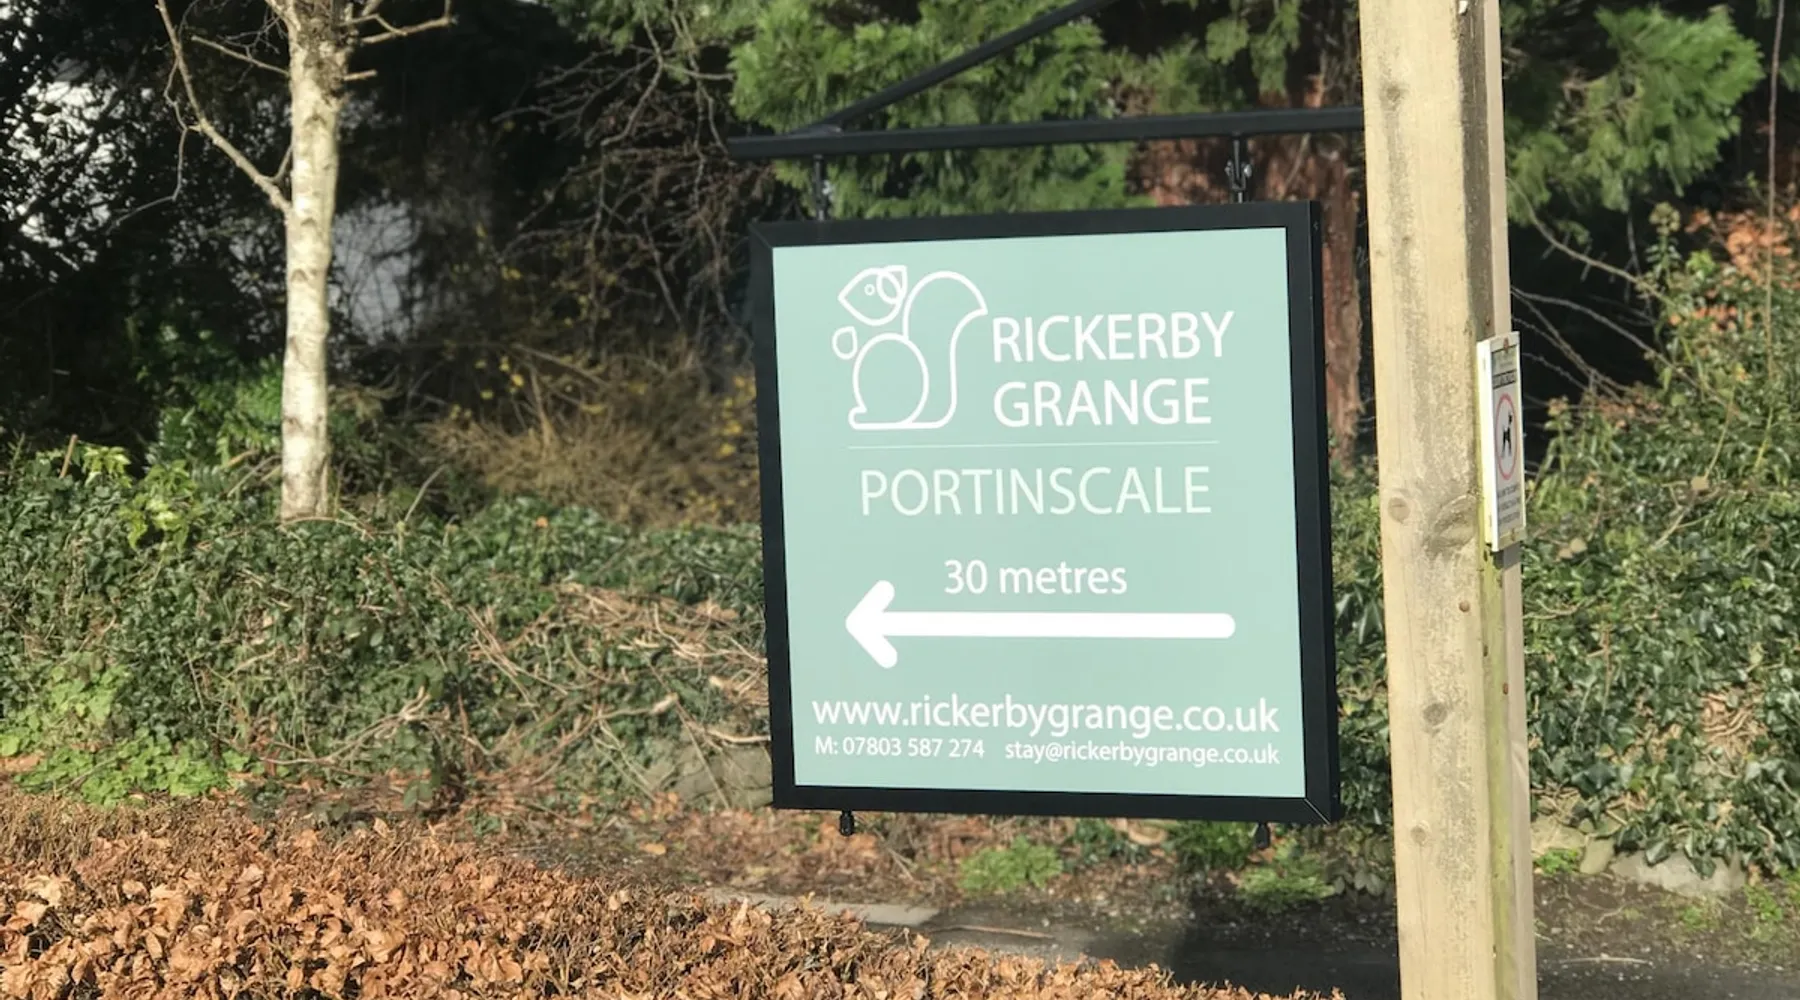 RICKERBY
GRANGE
PORTINSCALE
30 metres
www.rickerbygrange.co.uk
M: 07803 587 274 stay@rickerbygrange.co.uk